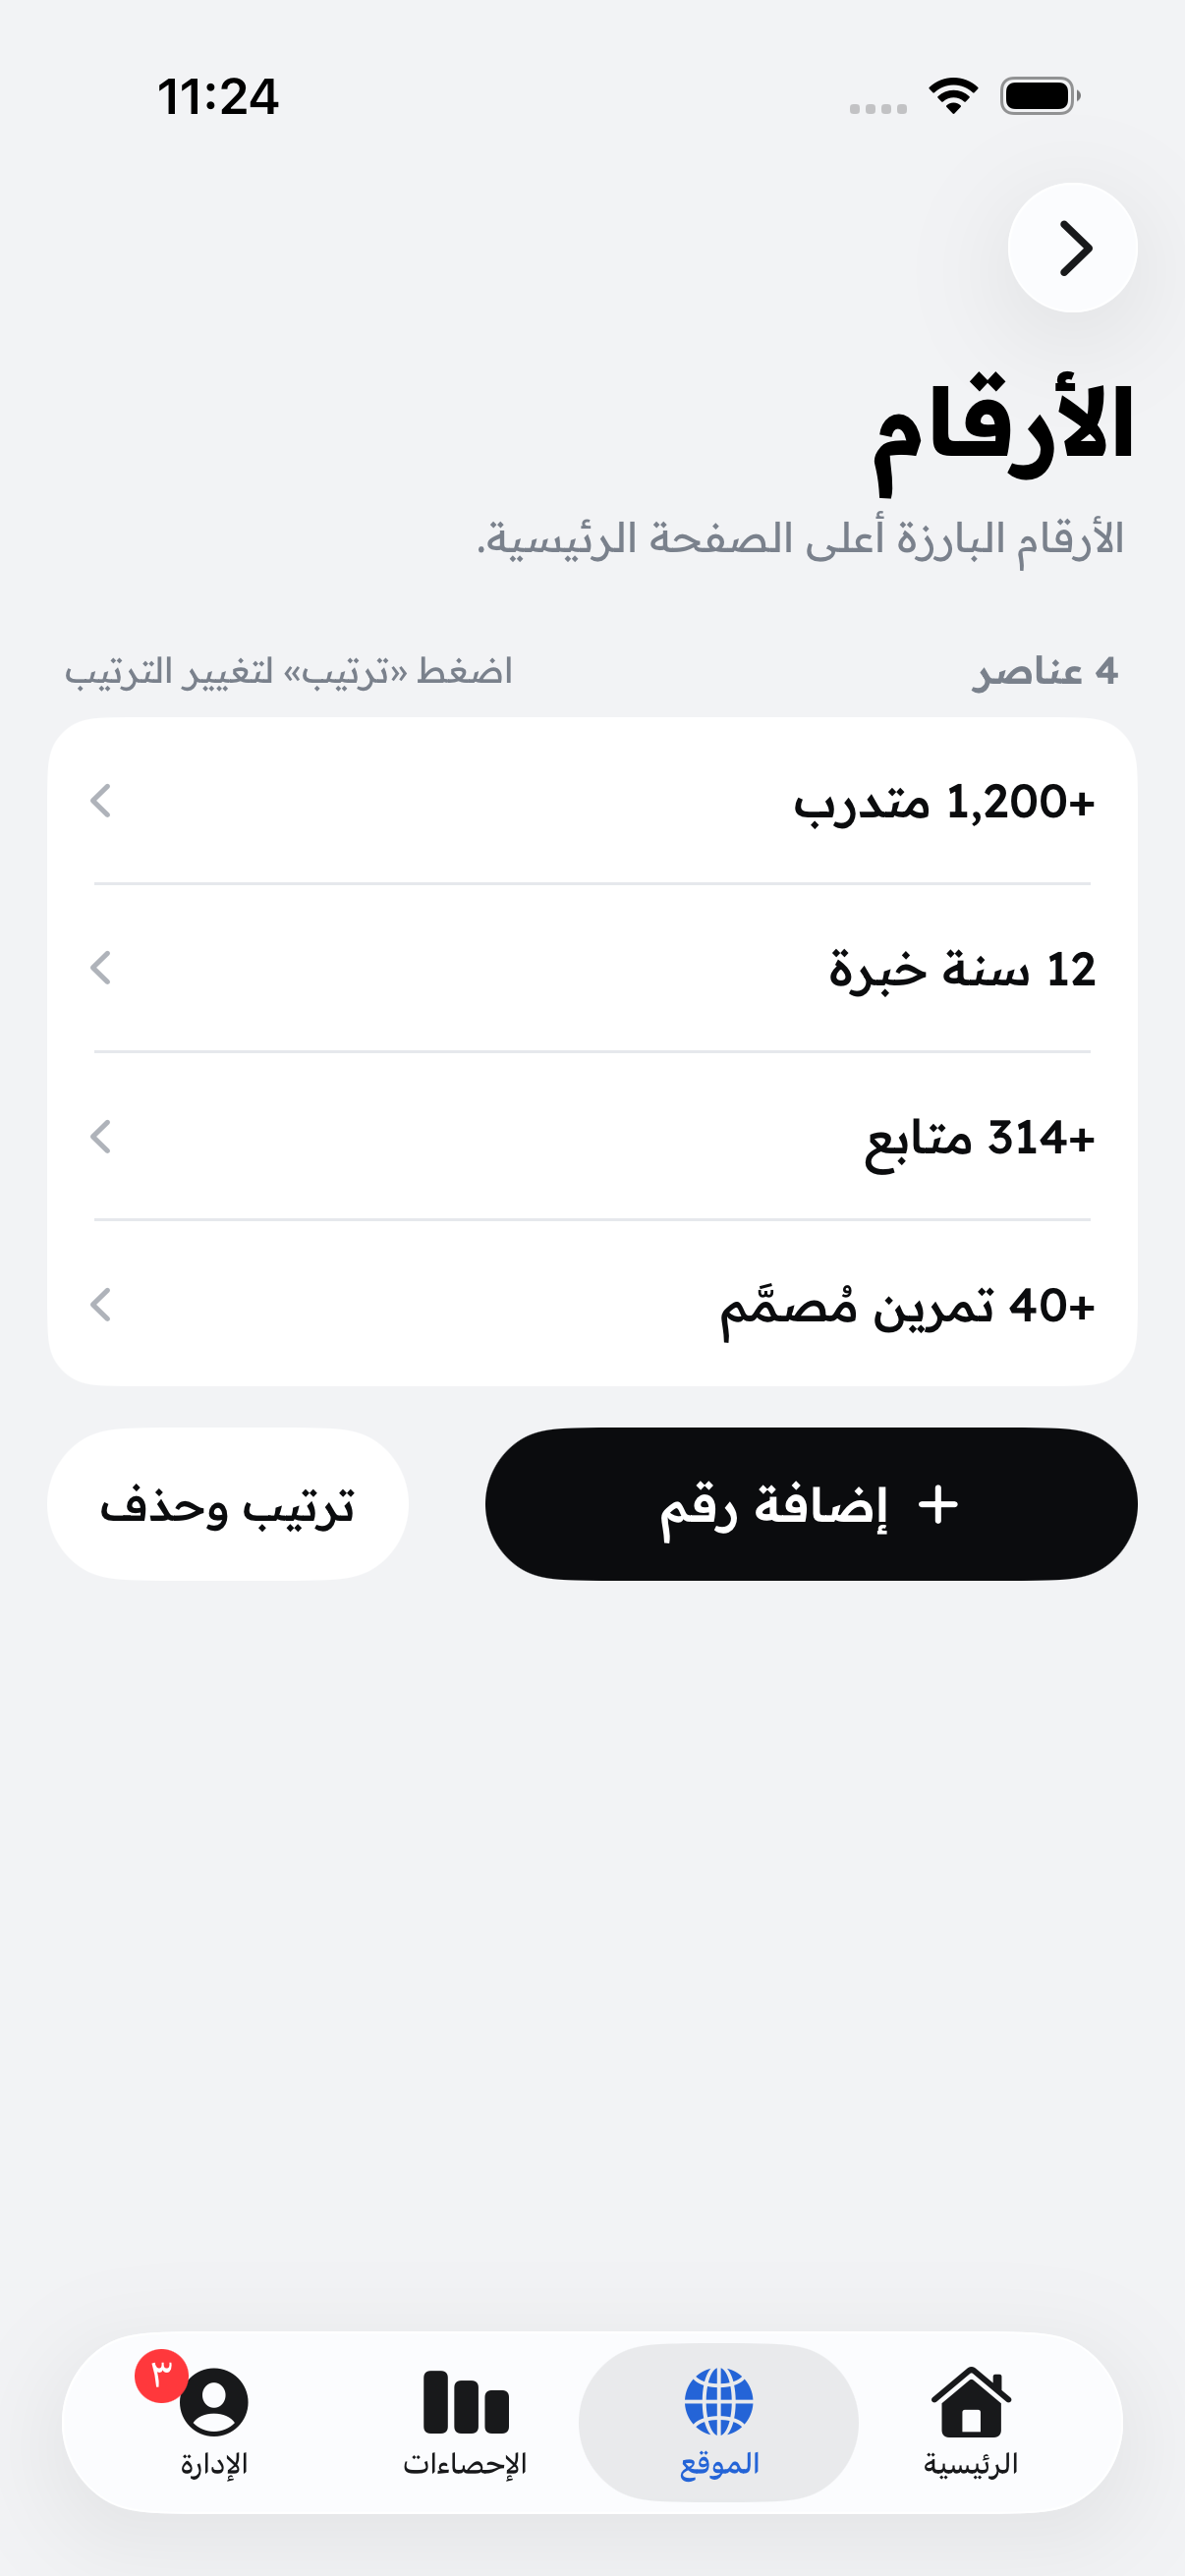 11:24
الأرقام
الأرقام البارزة أعلى الصفحة الرئيسية.
4 عناصر
اضغط «ترتيب» لتغيير الترتيب
+1,200 متدرب
12 سنة خبرة
+314 متابع
+40 تمرين مُصمَّم
+ إضافة رقم
ترتيب وحذف
الرئيسية
الموقع
الإحصاءات
٣
الإدارة